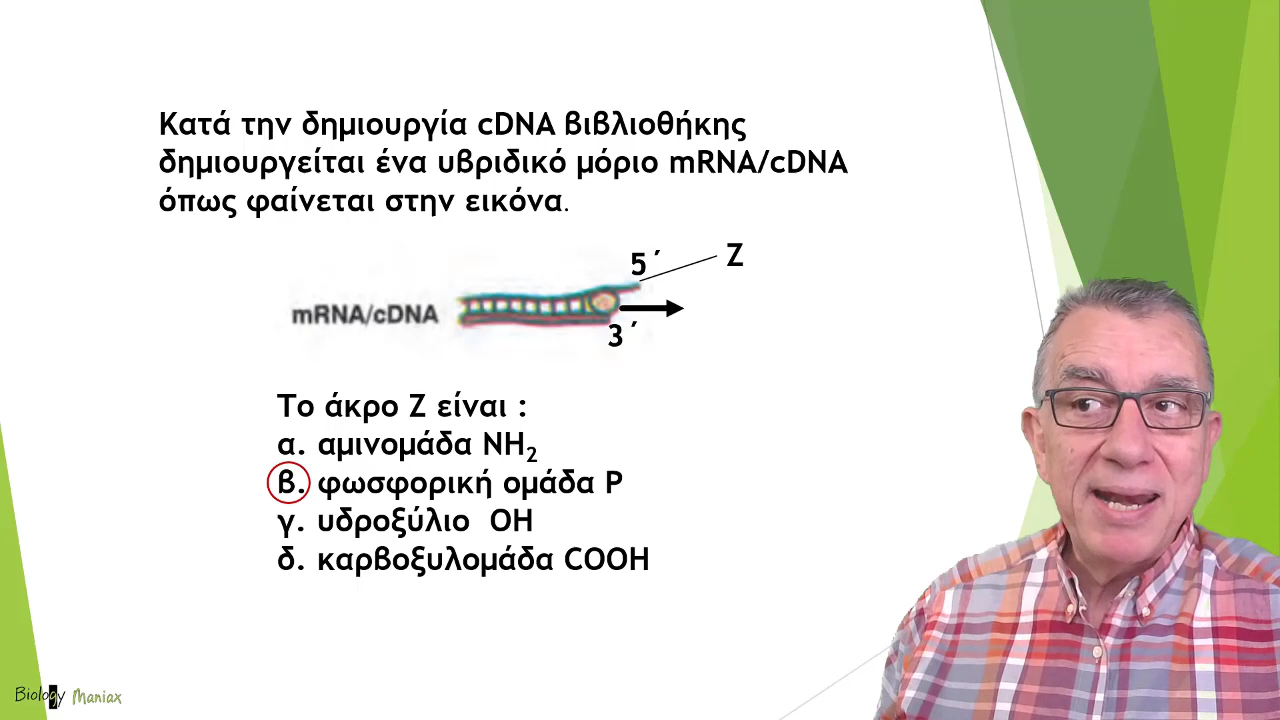 Κατά την δημιουργία cDNA βιβλιοθήκης
δημιουργείται ένα υβριδικό μόριο mRNA/cDNA
όπως φαίνεται στην εικόνα.
5΄
Z
mRNA/cDNA
3΄
Το άκρο Ζ είναι :
α. αμινομάδα NH₂
β. φωσφορική ομάδα P
γ. υδροξύλιο OH
δ. καρβοξυλομάδα COOH
Biology Maniax